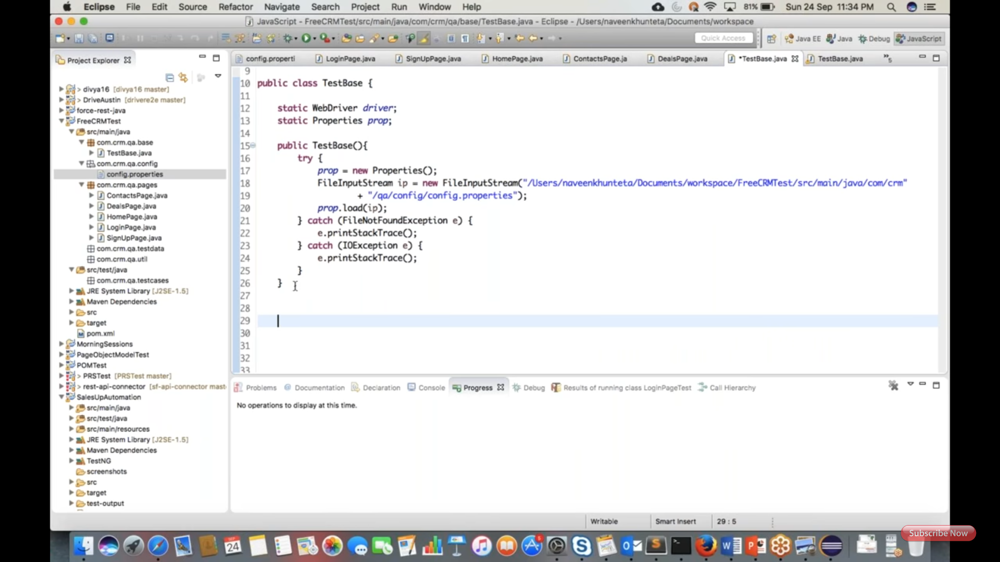 Eclipse File Edit Source Refactor Navigate Search Project Run Window Help 81% Sun 24 Sep 11:34 PM
JavaScript - FreeCRMTest/src/main/java/com/crm/qa/base/TestBase.java - Eclipse - /Users/naveenkhunteta/Documents/workspace
Quick Access Java EE Java Debug JavaScript
Project Explorer
divya16 [divya16 master]
> DriveAustin [drivere2e master]
force-rest-java
FreeCRMTest
src/main/java
com.crm.qa.base
TestBase.java
com.crm.qa.config
config.properties
com.crm.qa.pages
ContactsPage.java
DealsPage.java
HomePage.java
LoginPage.java
SignUpPage.java
com.crm.qa.testdata
com.crm.qa.util
src/test/java
com.crm.qa.testcases
JRE System Library [J2SE-1.5]
Maven Dependencies
src
target
pom.xml
MorningSessions
PageObjectModelTest
POMTest
> PRSTest [PRSTest master]
> rest-api-connector [sf-api-connector mast
SalesUpAutomation
src/main/java
src/test/java
src/main/resources
JRE System Library [J2SE-1.5]
Maven Dependencies
TestNG
screenshots
src
target
test-output
config.properti LoginPage.java SignUpPage.java HomePage.java ContactsPage.ja DealsPage.java *TestBase.java TestBase.java »5
9
10 public class TestBase {
11
12 static WebDriver driver;
13 static Properties prop;
14
15 public TestBase(){
16 try {
17 prop = new Properties();
18 FileInputStream ip = new FileInputStream("/Users/naveenkhunteta/Documents/workspace/FreeCRMTest/src/main/java/com/crm"
19 + "/qa/config/config.properties");
20 prop.load(ip);
21 } catch (FileNotFoundException e) {
22 e.printStackTrace();
23 } catch (IOException e) {
24 e.printStackTrace();
25 }
26 }
27
28
29
30
31
32
33
Problems Documentation Declaration Console Progress Debug Results of running class LoginPageTest Call Hierarchy
No operations to display at this time.
Writable Smart Insert 29 : 5
Subscribe Now
24
5